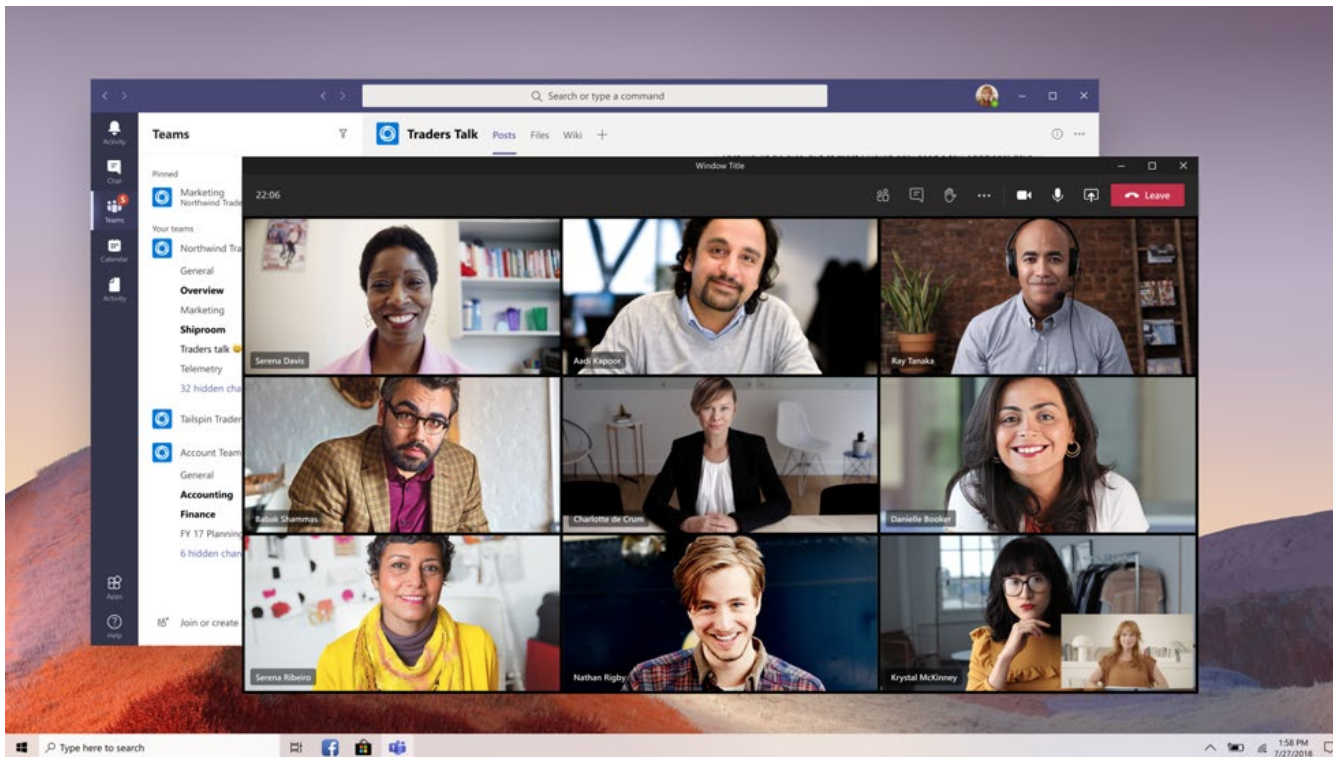 Search or type a command
Activity
Chat
5
Teams
Calendar
Activity
Apps
Help
Teams
Pinned
Marketing
Northwind Trade
Your teams
Northwind Tra
General
Overview
Marketing
Shiproom
Traders talk 😄
Telemetry
32 hidden cha
Tailspin Trader
Account Team
General
Accounting
Finance
FY 17 Planning
6 hidden chan
Join or create
Traders Talk Posts Files Wiki
Window Title
22:06
Leave
Serena Davis
Aadi Kapoor
Ray Tanaka
Babak Shammas
Charlotte de Crum
Danielle Booker
Serena Ribeiro
Nathan Rigby
Krystal McKinney
Type here to search
1:58 PM
7/27/2018